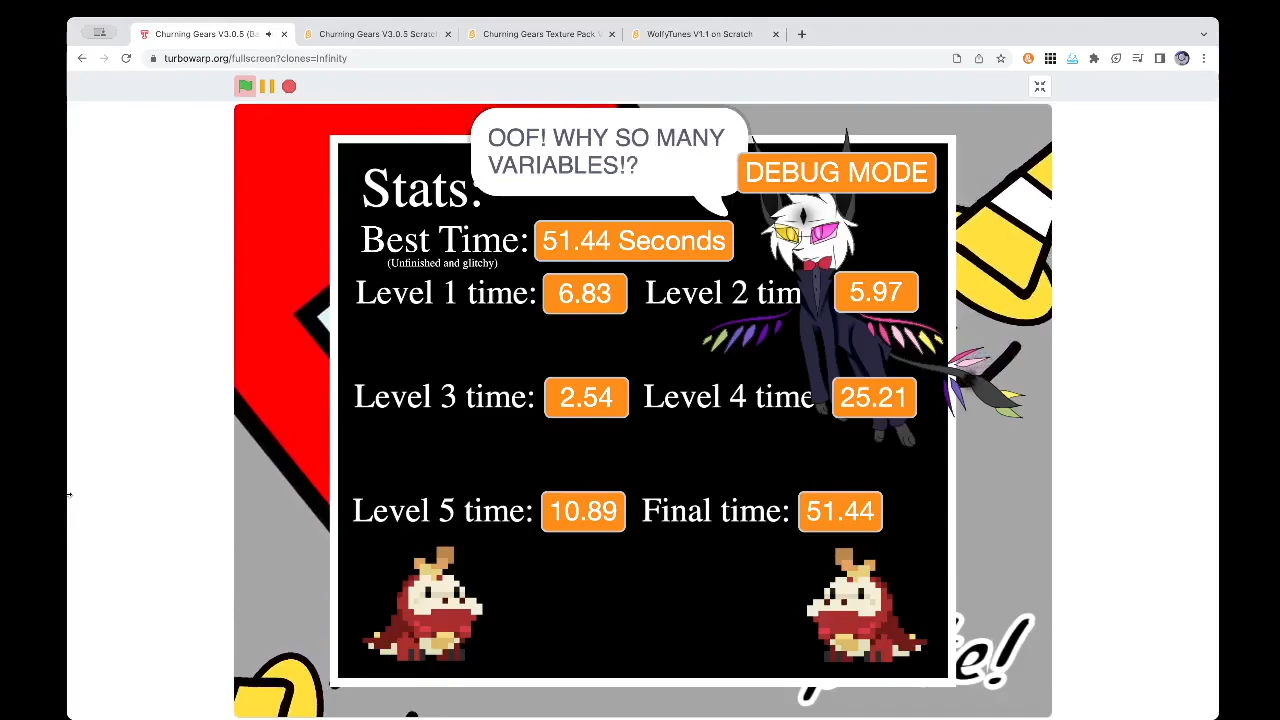 Churning Gears V3.0.5 (Ba
Churning Gears V3.0.5 Scratc
Churning Gears Texture Pack V
WolfyTunes V1.1 on Scratch
turbowarp.org/fullscreen?clones=Infinity
OOF! WHY SO MANY
VARIABLES!?
DEBUG MODE
Stats:
Best Time: 51.44 Seconds
(Unfinished and glitchy)
Level 1 time: 6.83 Level 2 tim 5.97
Level 3 time: 2.54 Level 4 time 25.21
Level 5 time: 10.89 Final time: 51.44
e!